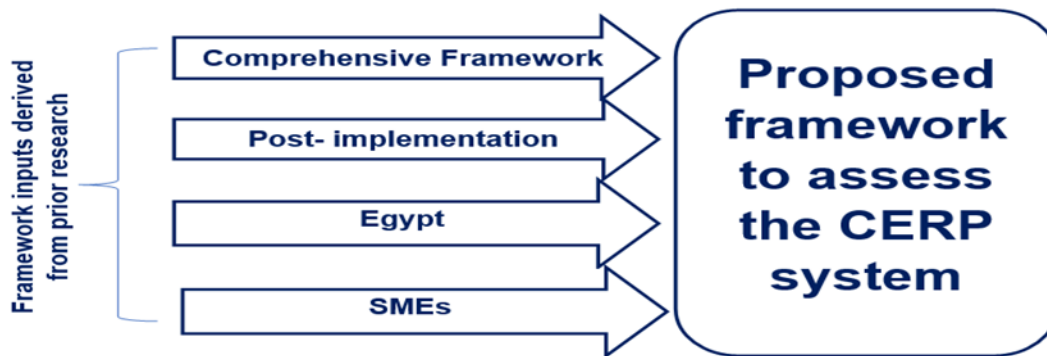 Framework inputs derived
from prior research
Comprehensive Framework
Post- implementation
Egypt
SMEs
Proposed
framework
to assess
the CERP
system